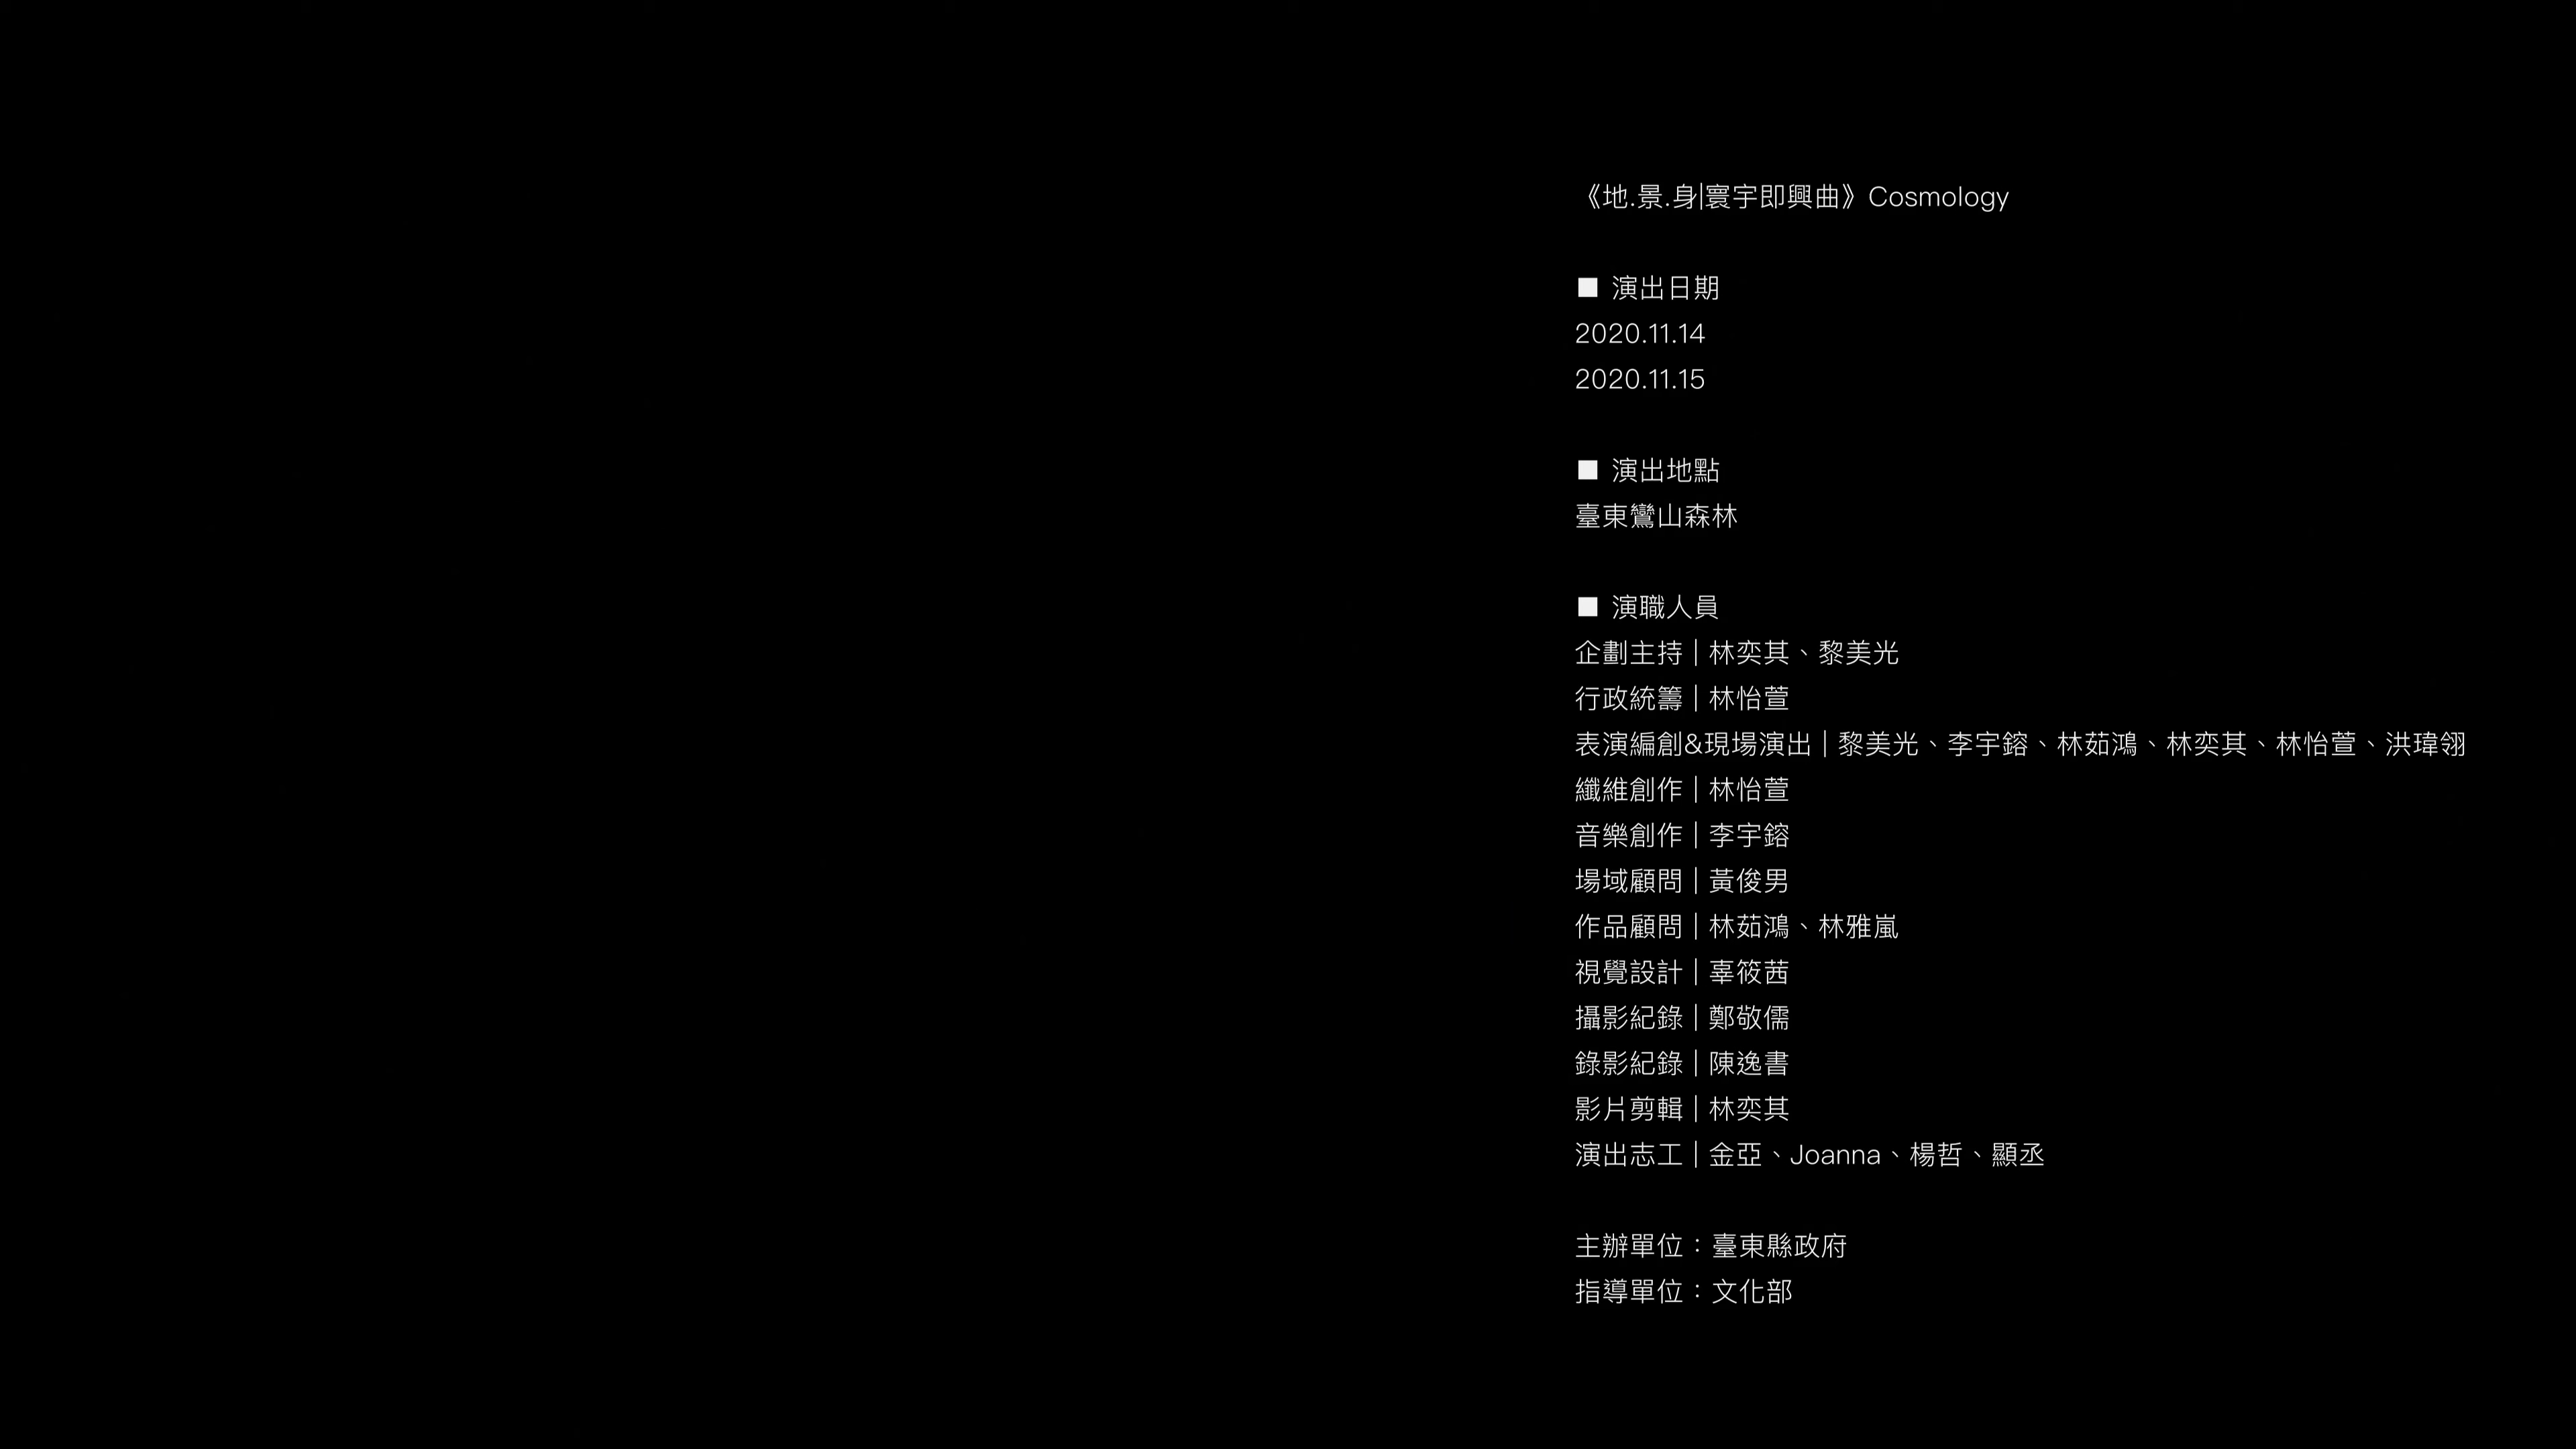 《地.景.身|寰宇即興曲》Cosmology
■ 演出日期
2020.11.14
2020.11.15
■ 演出地點
臺東鸞山森林
■ 演職人員
企劃主持 | 林奕其、黎美光
行政統籌 | 林怡萱
表演編創&現場演出 | 黎美光、李宇鎔、林茹鴻、林奕其、林怡萱、洪瑋翎
纖維創作 | 林怡萱
音樂創作 | 李宇鎔
場域顧問 | 黃俊男
作品顧問 | 林茹鴻、林雅嵐
視覺設計 | 辜筱茜
攝影紀錄 | 鄭敬儒
錄影紀錄 | 陳逸書
影片剪輯 | 林奕其
演出志工 | 金亞、Joanna、楊哲、顯丞
主辦單位：臺東縣政府
指導單位：文化部